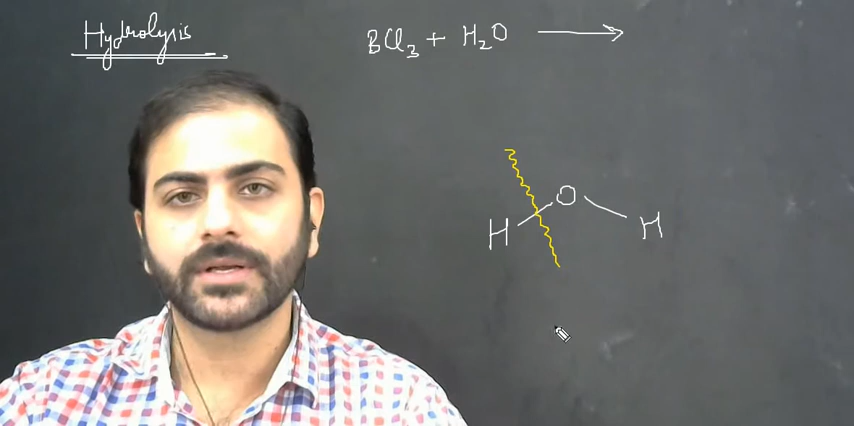 Hydrolysis
BCl₃ + H₂O ⟶
H O H